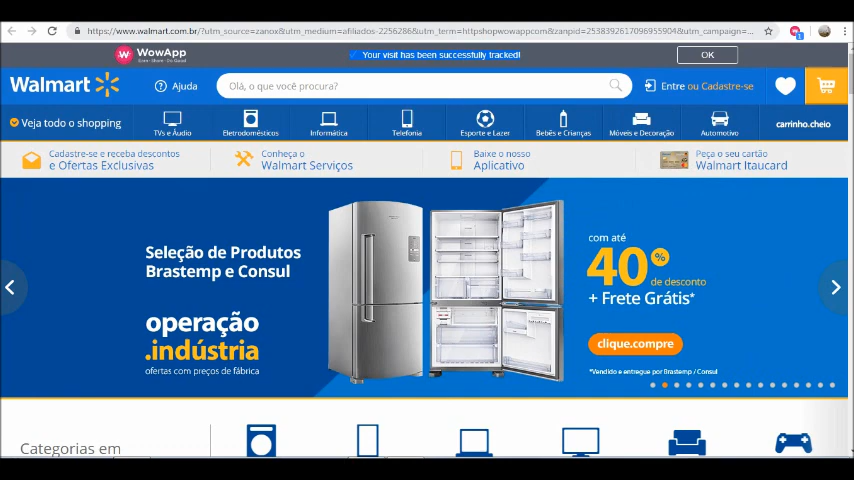 https://www.walmart.com.br/?utm_source=zanox&utm_medium=afiliados-2256286&utm_term=httpshopwowappcom&zanpid=2538392617096955904&utm_campaign=...
1
WowApp
Earn · Share · Do Good
Your visit has been successfully tracked!
OK
Walmart
Ajuda
Olá, o que você procura?
Entre ou Cadastre-se
Veja todo o shopping
TVs e Áudio
Eletrodomésticos
Informática
Telefonia
Esporte e Lazer
Bebês e Crianças
Móveis e Decoração
Automotivo
carrinho.cheio
Cadastre-se e receba descontos
e Ofertas Exclusivas
Conheça o
Walmart Serviços
Baixe o nosso
Aplicativo
Peça o seu cartão
Walmart Itaucard
Seleção de Produtos
Brastemp e Consul
operação
.indústria
ofertas com preços de fábrica
com até
40%
de desconto
+ Frete Grátis*
clique.compre
*Vendido e entregue por Brastemp / Consul
Categorias em